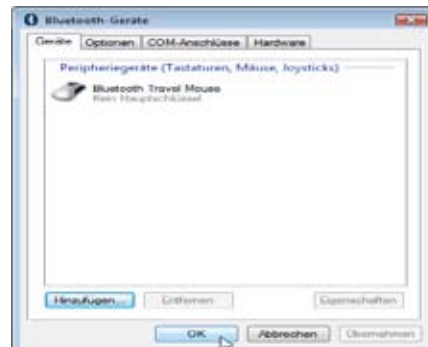 Bluetooth-Geräte
Geräte Optionen COM-Anschlüsse Hardware
Peripheriegeräte (Tastaturen, Mäuse, Joysticks)
Bluetooth Travel Mouse
Kein Hauptschlüssel
Hinzufügen... Entfernen Eigenschaften
OK Abbrechen Übernehmen